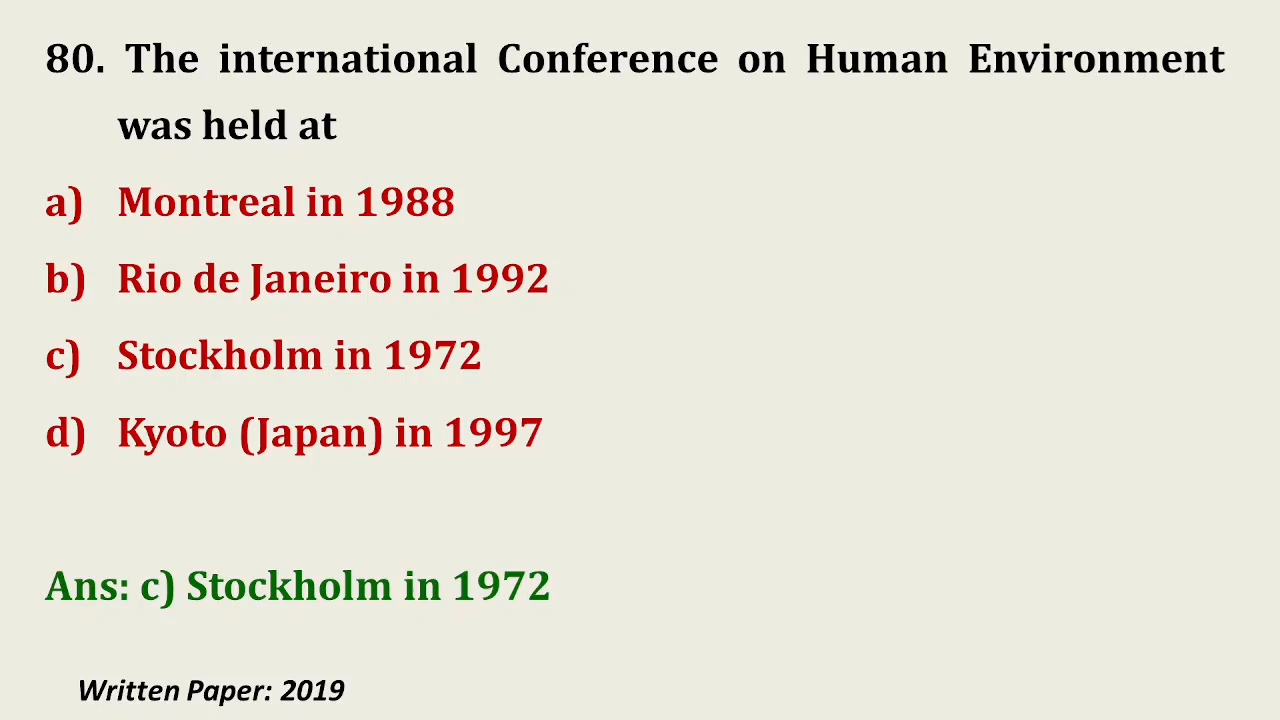 80. The international Conference on Human Environment
was held at
a) Montreal in 1988
b) Rio de Janeiro in 1992
c) Stockholm in 1972
d) Kyoto (Japan) in 1997
Ans: c) Stockholm in 1972
Written Paper: 2019